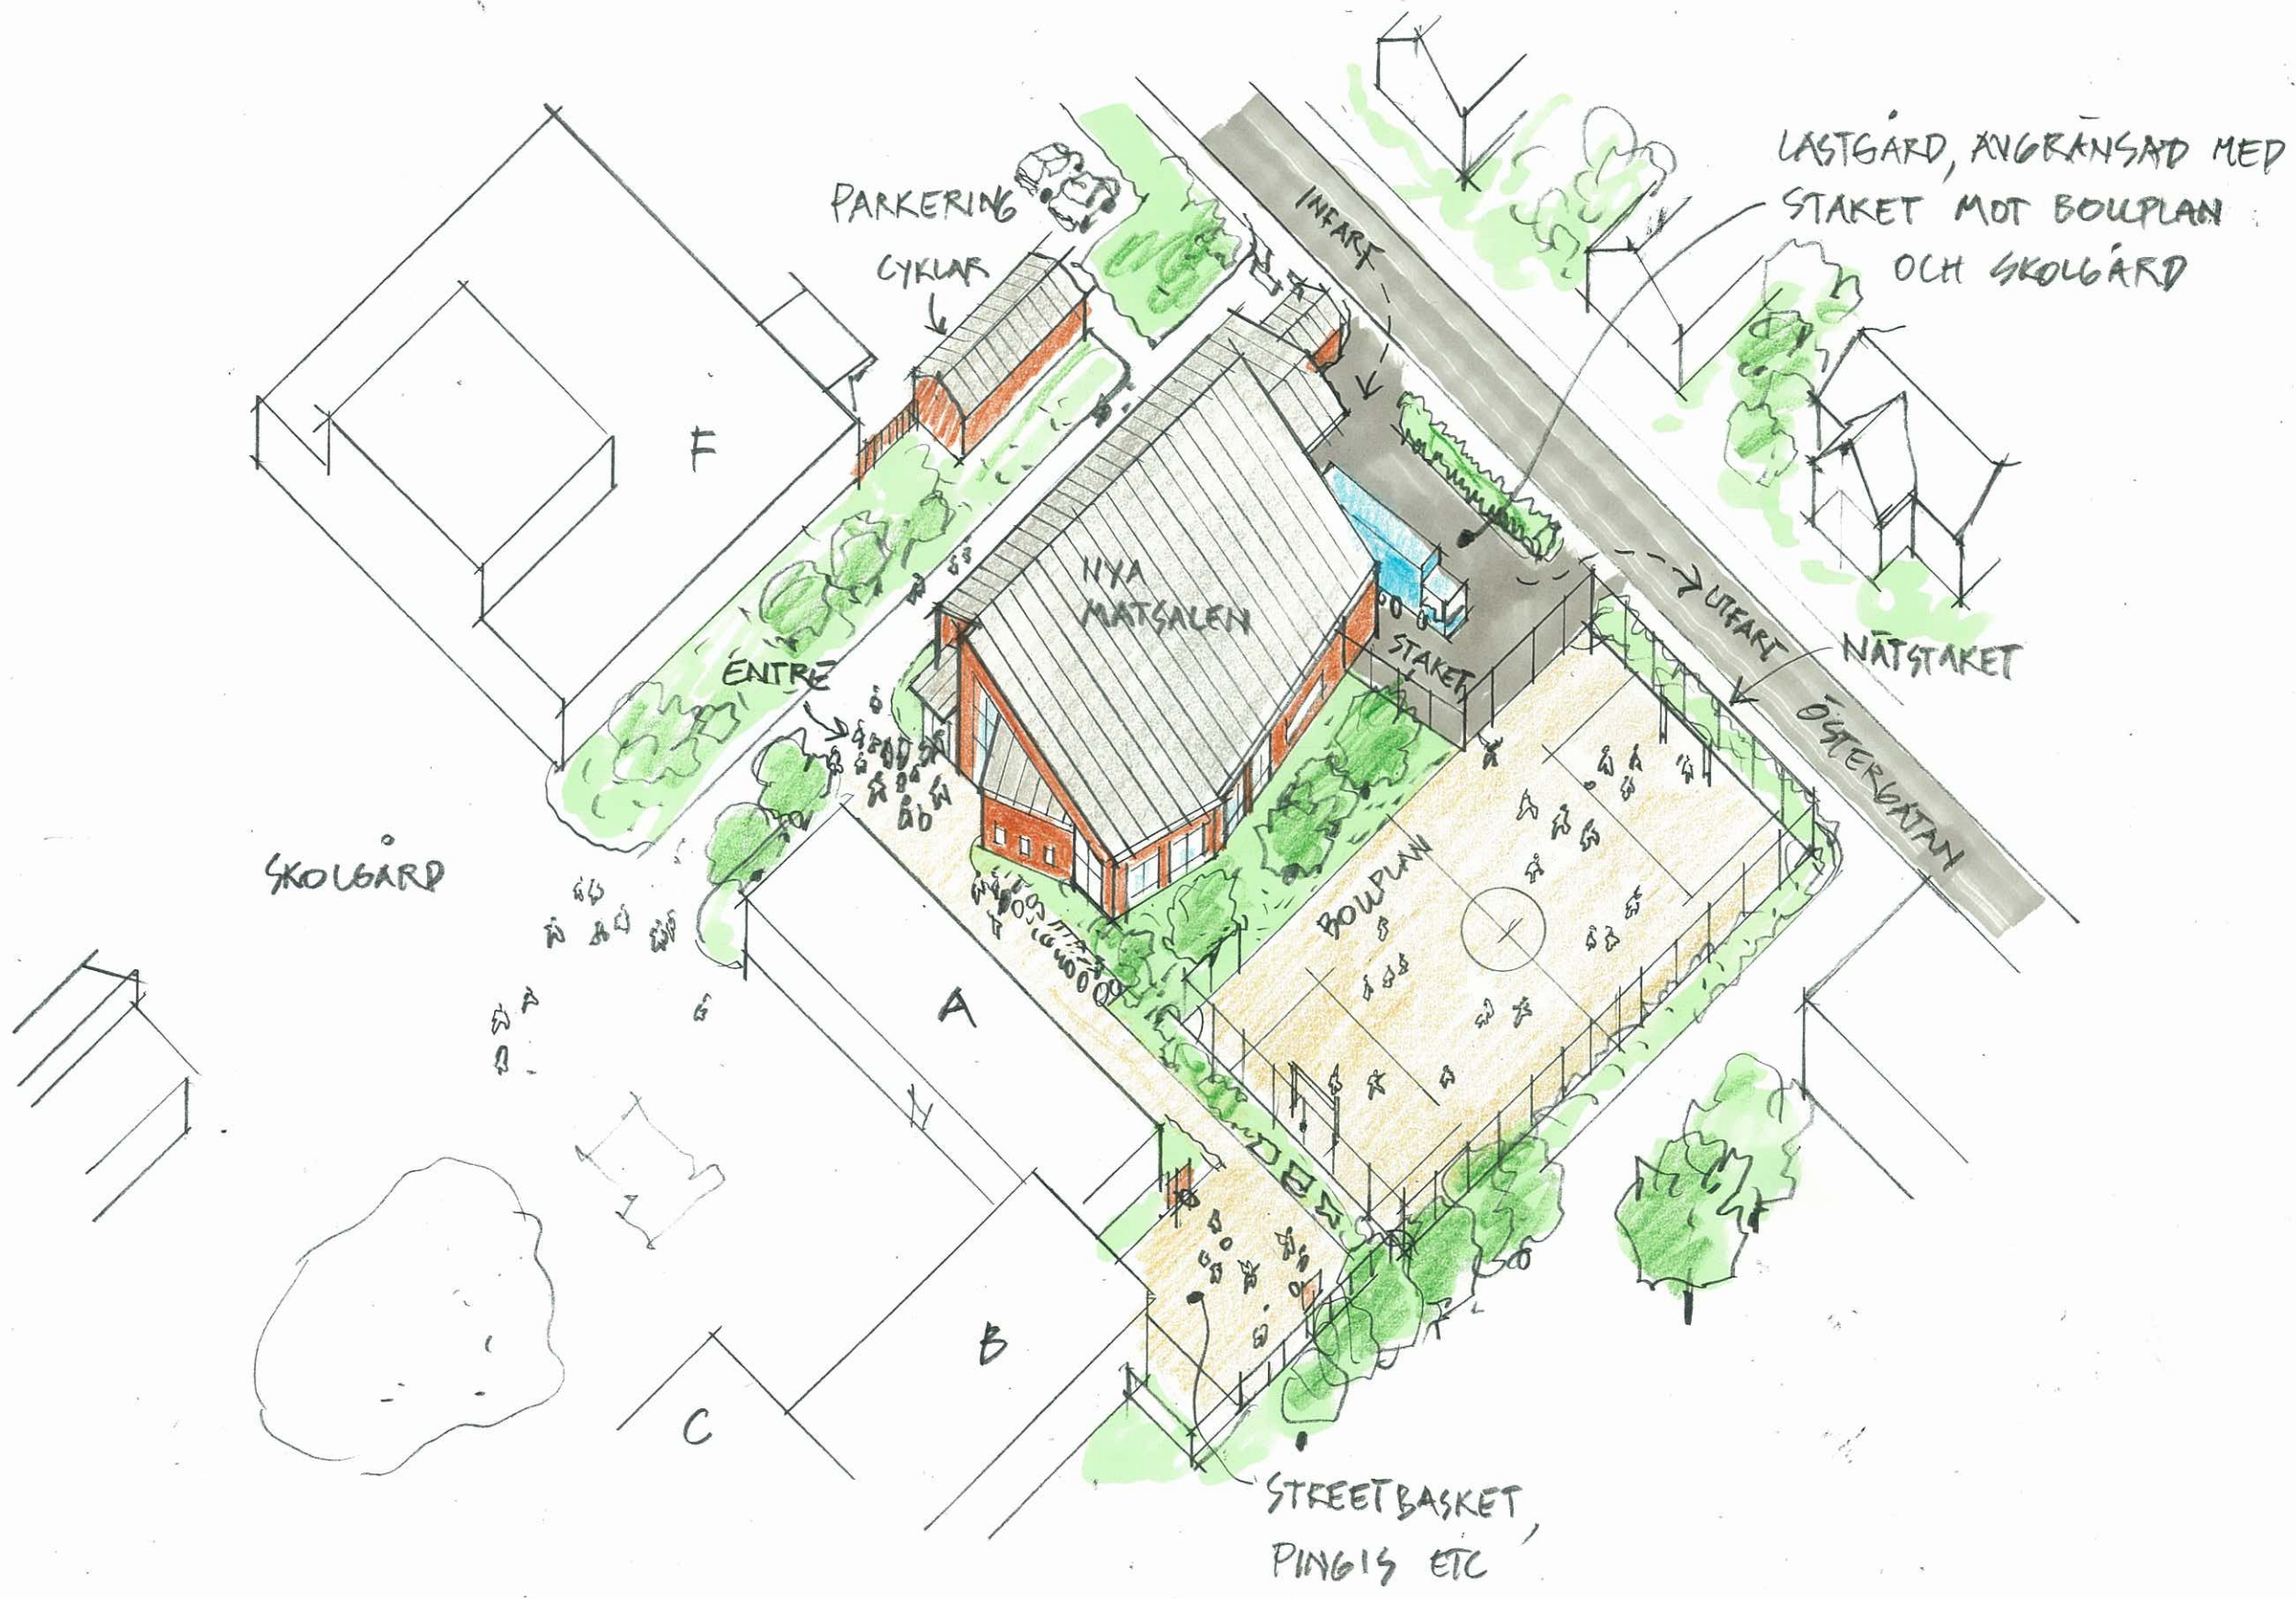 LASTGÅRD, AVGRÄNSAD MED
STAKET MOT BOLLPLAN
OCH SKOLGÅRD
PARKERING
CYKLAR
INFART
F
NYA
MATSALEN
ENTRÉ
STAKET
UTFART
NÄTSTAKET
ÖSTERGATAN
SKOLGÅRD
BOLLPLAN
A
B
C
STREETBASKET,
PINGIS ETC